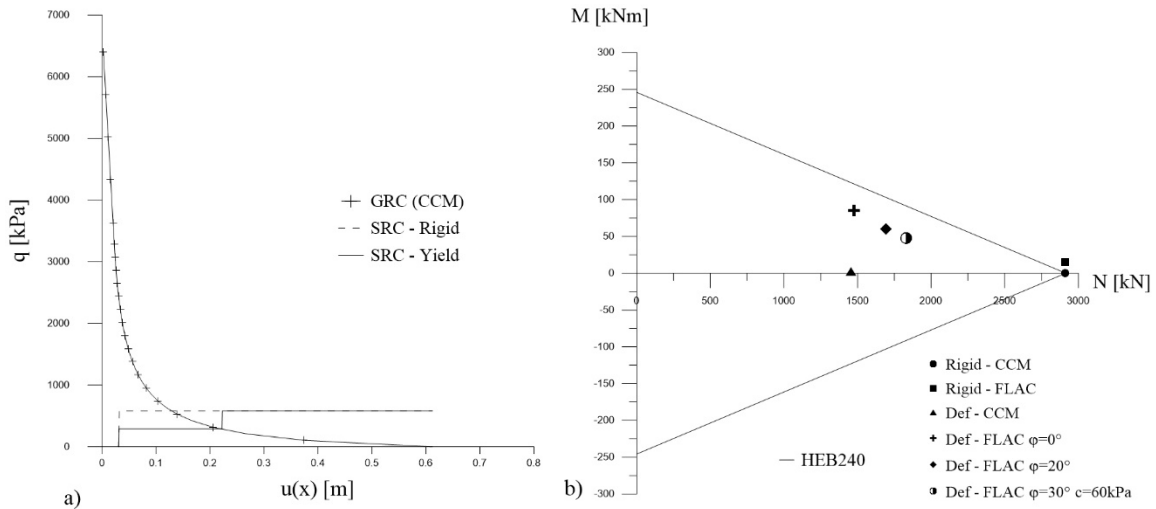 7000
6000
5000
4000
3000
2000
1000
0
q [kPa]
0
0.1
0.2
0.3
0.4
0.5
0.6
0.7
0.8
u(x) [m]
GRC (CCM)
SRC - Rigid
SRC - Yield
a)
M [kNm]
300
250
200
150
100
50
0
-50
-100
-150
-200
-250
-300
0
500
1000
1500
2000
2500
3000
N [kN]
Rigid - CCM
Rigid - FLAC
Def - CCM
Def - FLAC φ=0°
Def - FLAC φ=20°
Def - FLAC φ=30° c=60kPa
HEB240
b)